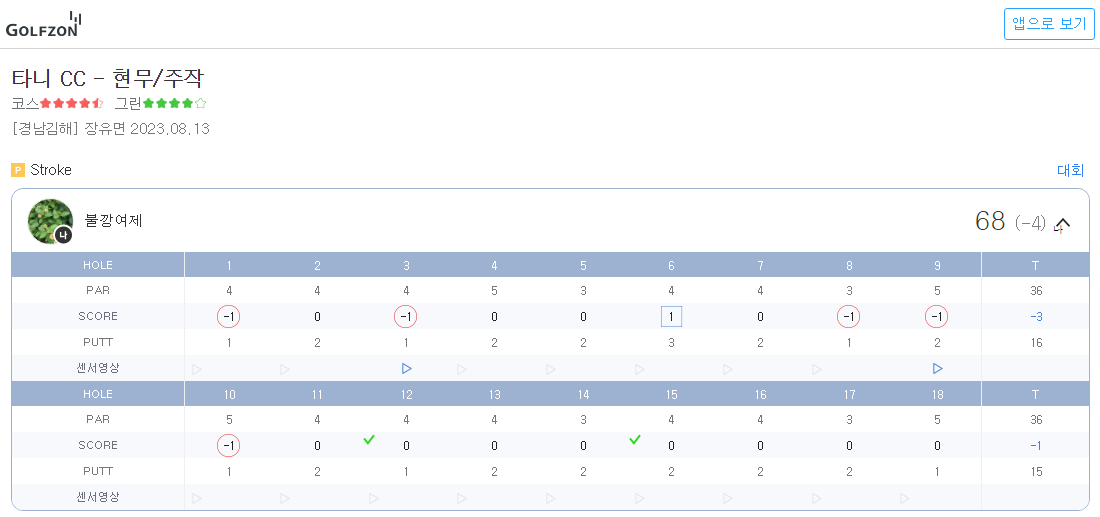 GOLFZON
앱으로 보기
타니 CC - 현무/주작
코스 그린
[경남김해] 장유면 2023.08.13
P Stroke 대회
나 불깡여제 68 (-4)
HOLE 1 2 3 4 5 6 7 8 9 T
PAR 4 4 4 5 3 4 4 3 5 36
SCORE -1 0 -1 0 0 1 0 -1 -1 -3
PUTT 1 2 1 2 2 3 2 1 2 16
센서영상
HOLE 10 11 12 13 14 15 16 17 18 T
PAR 5 4 4 4 3 4 4 3 5 36
SCORE -1 0 0 0 0 0 0 0 0 -1
PUTT 1 2 1 2 2 2 2 2 1 15
센서영상